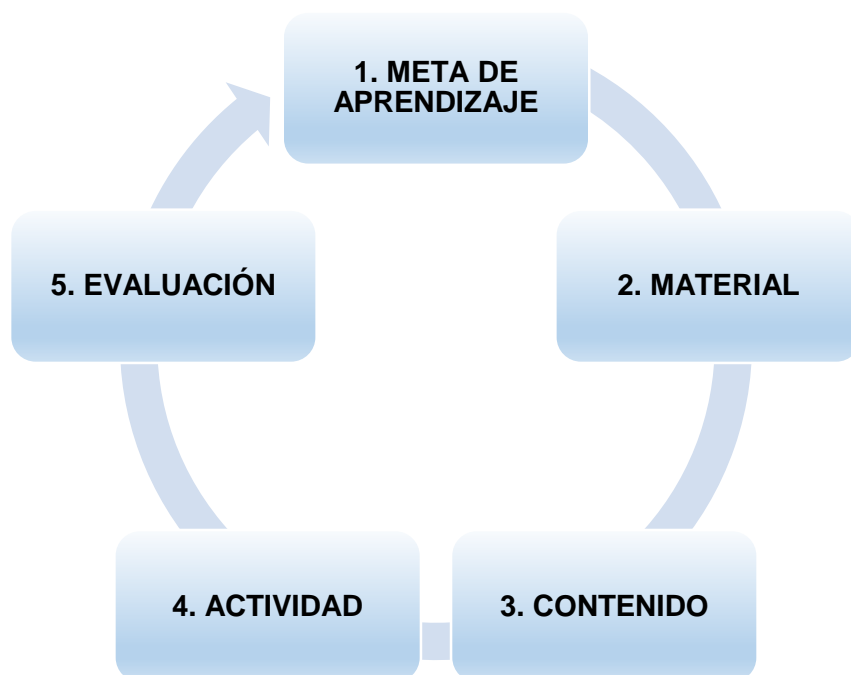 1. META DE
APRENDIZAJE
2. MATERIAL
3. CONTENIDO
4. ACTIVIDAD
5. EVALUACIÓN